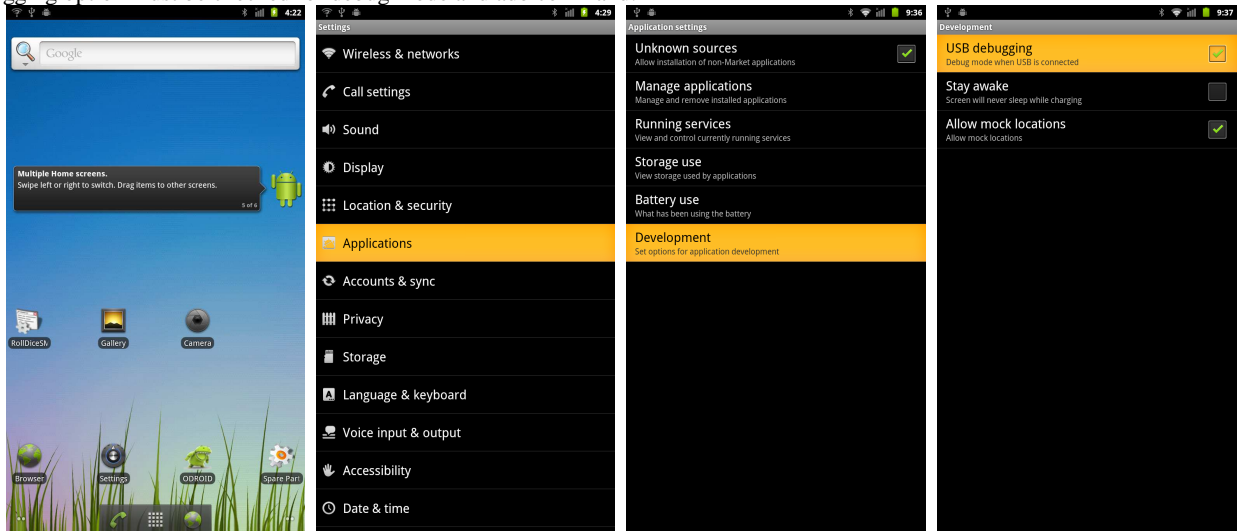 4:22
Google
Multiple Home screens.
Swipe left or right to switch. Drag items to other screens.
5 of 6
RollDiceSM
Gallery
Camera
Browser
Settings
ODROID
Spare Part
4:29
Settings
Wireless & networks
Call settings
Sound
Display
Location & security
Applications
Accounts & sync
Privacy
Storage
Language & keyboard
Voice input & output
Accessibility
Date & time
9:36
Application settings
Unknown sources
Allow installation of non-Market applications
Manage applications
Manage and remove installed applications
Running services
View and control currently running services
Storage use
View storage used by applications
Battery use
What has been using the battery
Development
Set options for application development
9:37
Development
USB debugging
Debug mode when USB is connected
Stay awake
Screen will never sleep while charging
Allow mock locations
Allow mock locations